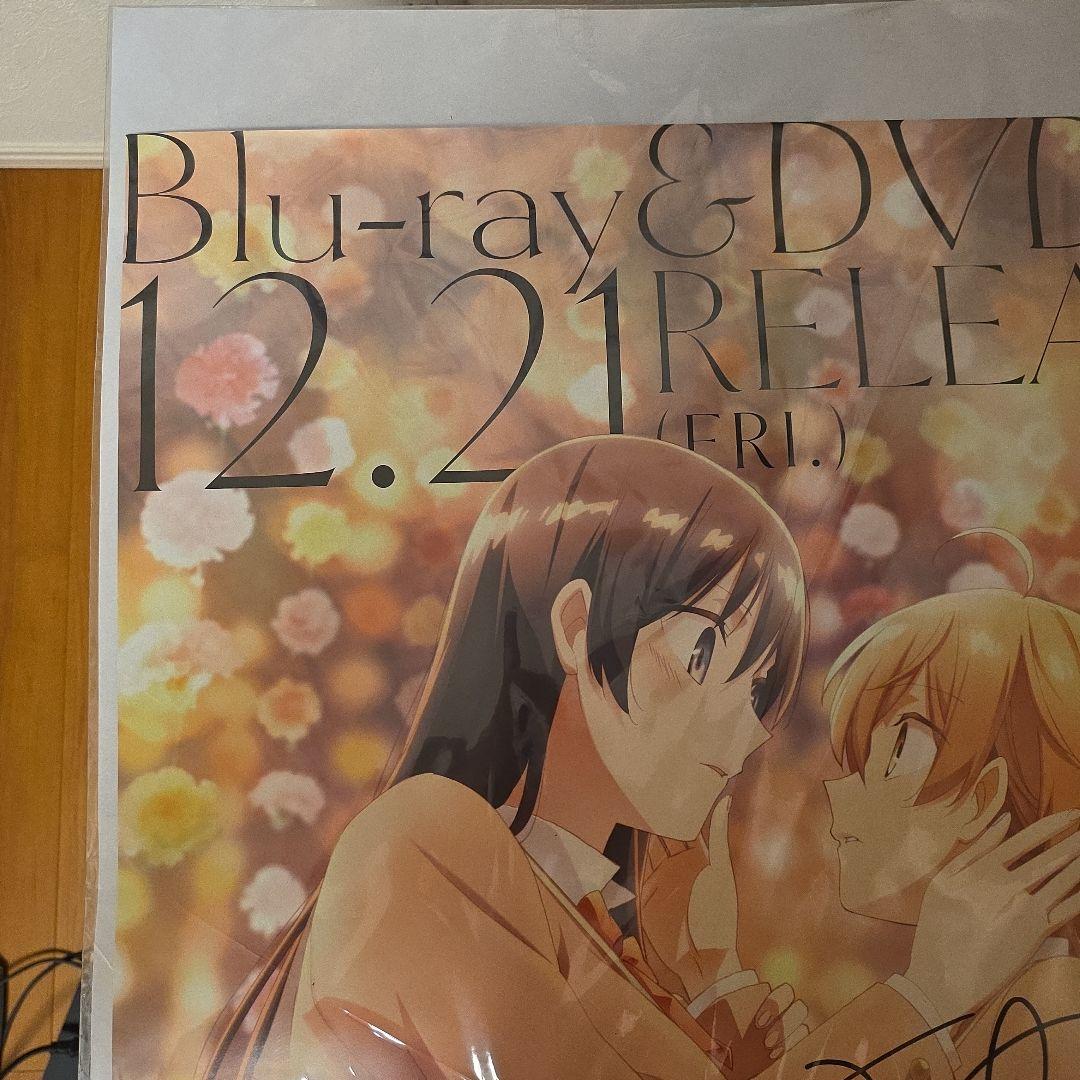 Blu-ray & DVD
12.21 RELEA
(FRI.)